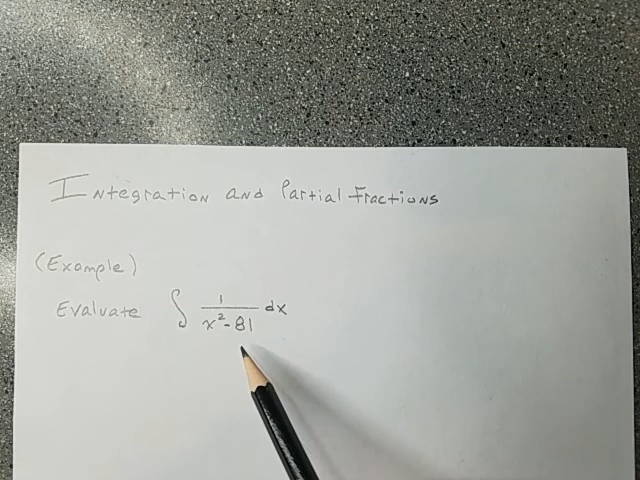 Integration and Partial Fractions
(Example)
Evaluate ∫ 1/(x²-81) dx